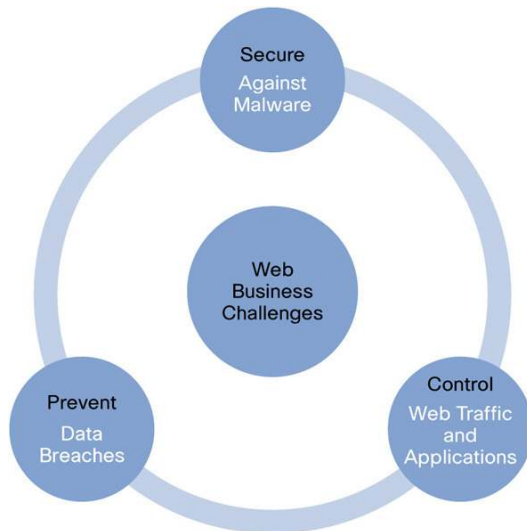 Secure
Against
Malware
Web
Business
Challenges
Prevent
Data
Breaches
Control
Web Traffic
and
Applications